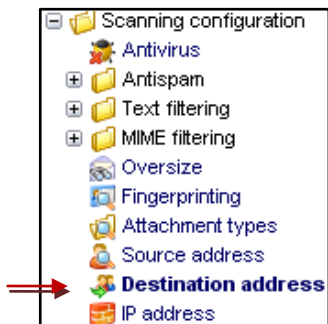 Scanning configuration
Antivirus
Antispam
Text filtering
MIME filtering
Oversize
Fingerprinting
Attachment types
Source address
Destination address
IP address